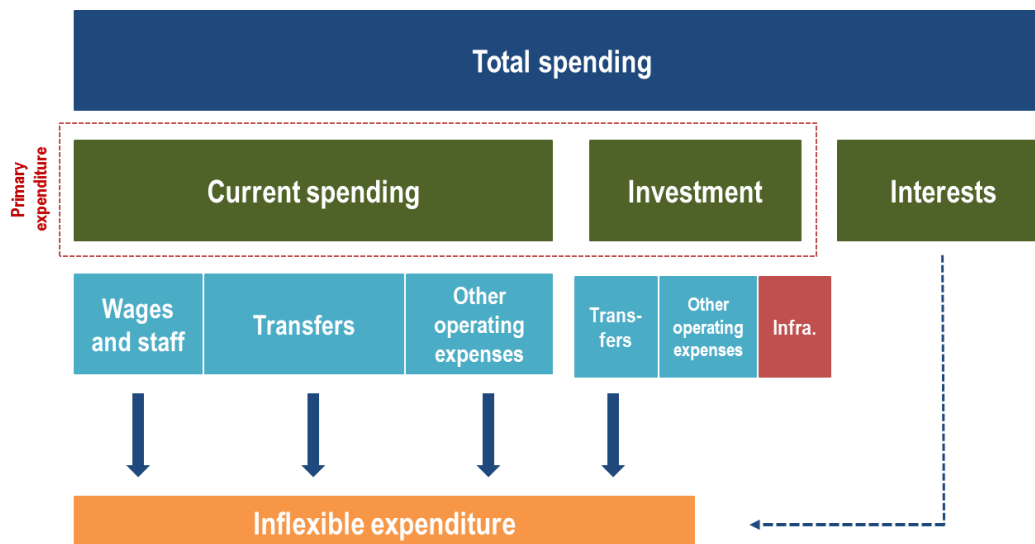 Total spending
Primary
expenditure
Current spending
Investment
Interests
Wages
and staff
Transfers
Other
operating
expenses
Trans-
fers
Other
operating
expenses
Infra.
Inflexible expenditure